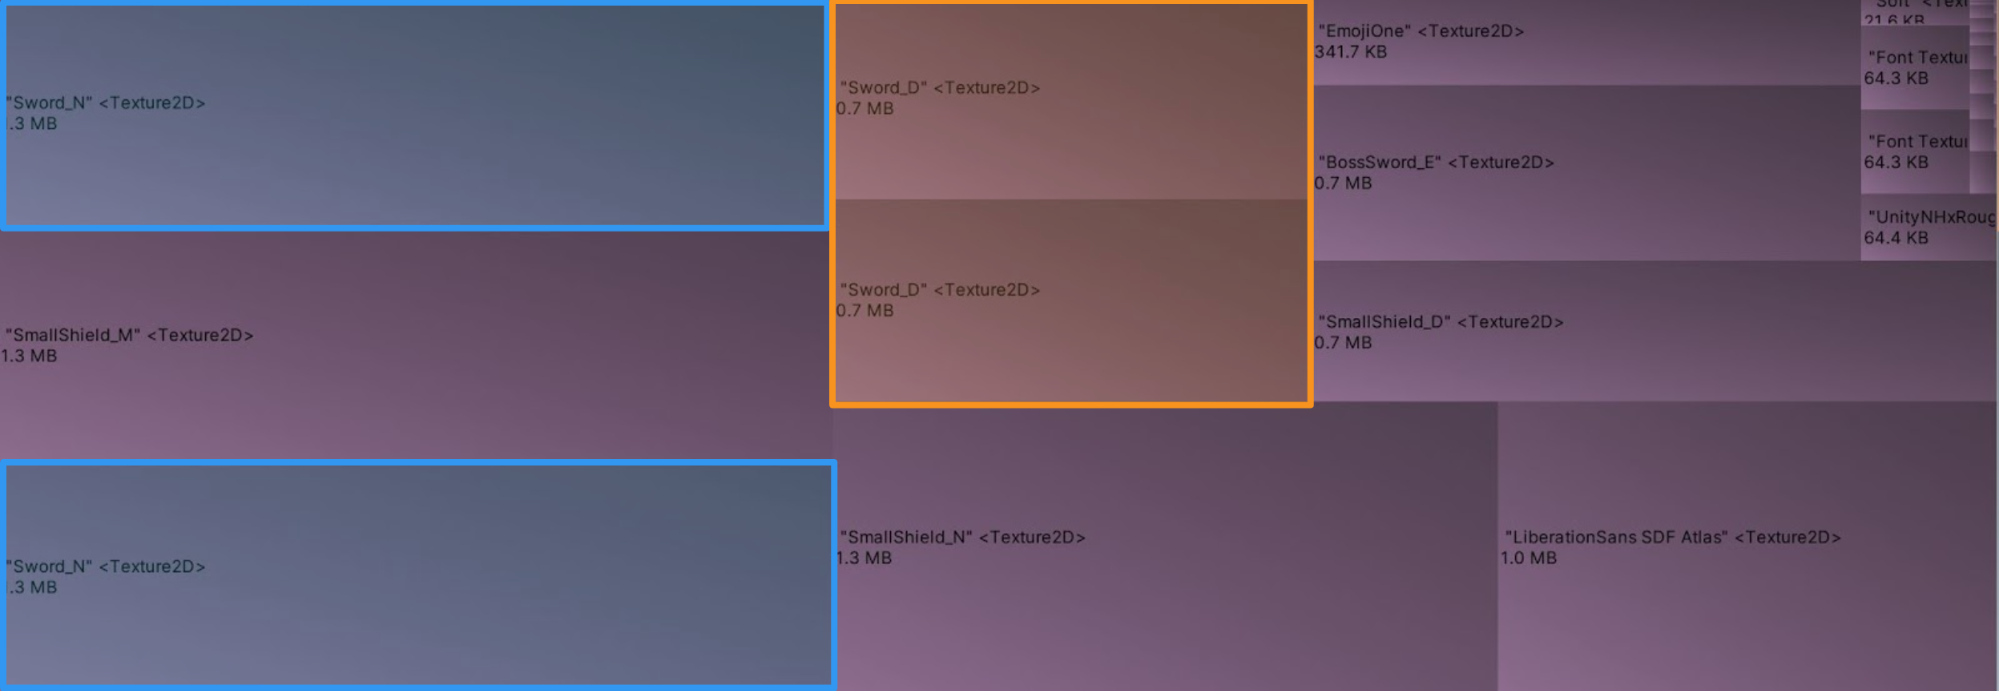 "Sword_N" <Texture2D>
.3 MB
"SmallShield_M" <Texture2D>
1.3 MB
"Sword_N" <Texture2D>
.3 MB
"Sword_D" <Texture2D>
0.7 MB
"Sword_D" <Texture2D>
0.7 MB
"SmallShield_N" <Texture2D>
1.3 MB
"EmojiOne" <Texture2D>
341.7 KB
"BossSword_E" <Texture2D>
0.7 MB
"SmallShield_D" <Texture2D>
0.7 MB
"LiberationSans SDF Atlas" <Texture2D>
1.0 MB
21.6 KB
"Font Textu
64.3 KB
"Font Textu
64.3 KB
"UnityNHxRoug
64.4 KB